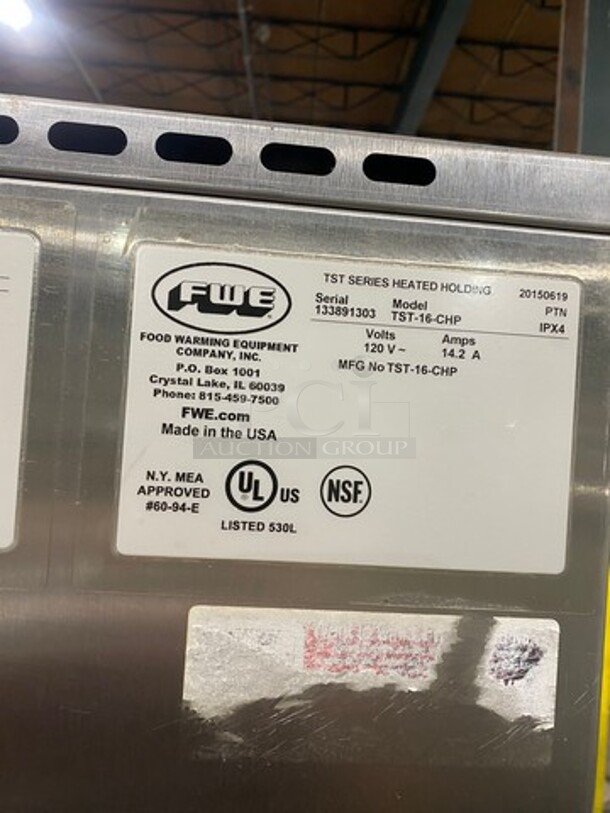 FWE
FOOD WARMING EQUIPMENT
COMPANY, INC.
P.O. Box 1001
Crystal Lake, IL 60039
Phone: 815-459-7500
FWE.com
Made in the USA
N.Y. MEA
APPROVED
#60-94-E
UL US
LISTED 530L
NSF
TST SERIES HEATED HOLDING 20150619
Serial Model PTN
133891303 TST-16-CHP IPX4
Volts Amps
120 V ~ 14.2 A
MFG No TST-16-CHP
AUCTION GROUP